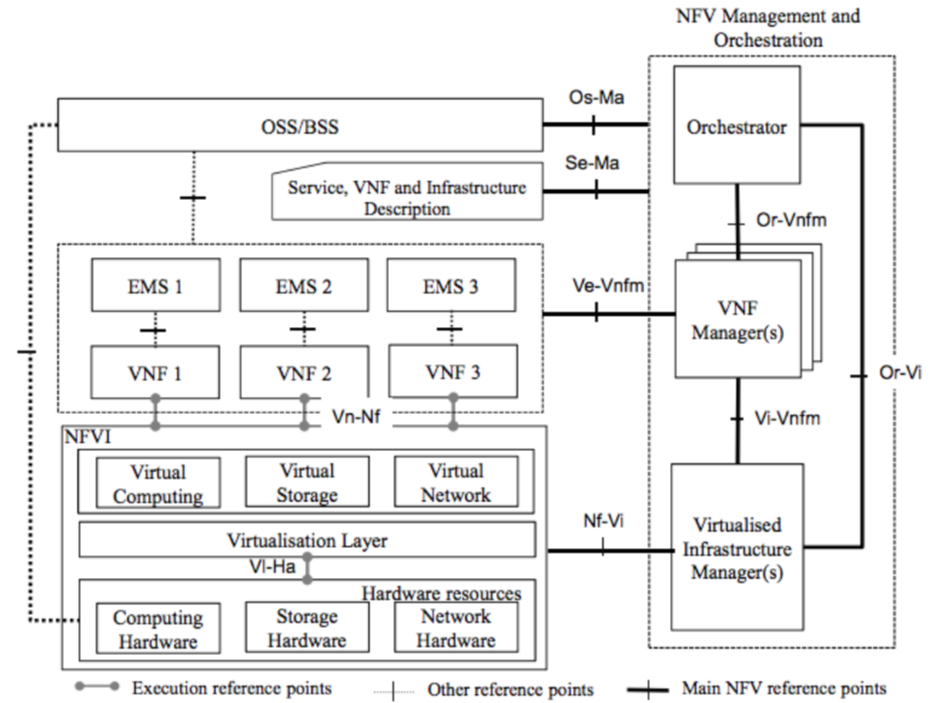 NFV Management and
Orchestration
Os-Ma
OSS/BSS
Orchestrator
Se-Ma
Service, VNF and Infrastructure
Description
Or-Vnfm
EMS 1
EMS 2
EMS 3
Ve-Vnfm
VNF
Manager(s)
VNF 1
VNF 2
VNF 3
Or-Vi
Vn-Nf
Vi-Vnfm
NFVI
Virtual
Computing
Virtual
Storage
Virtual
Network
Nf-Vi
Virtualised
Infrastructure
Manager(s)
Virtualisation Layer
Vl-Ha
Hardware resources
Computing
Hardware
Storage
Hardware
Network
Hardware
Execution reference points
Other reference points
Main NFV reference points